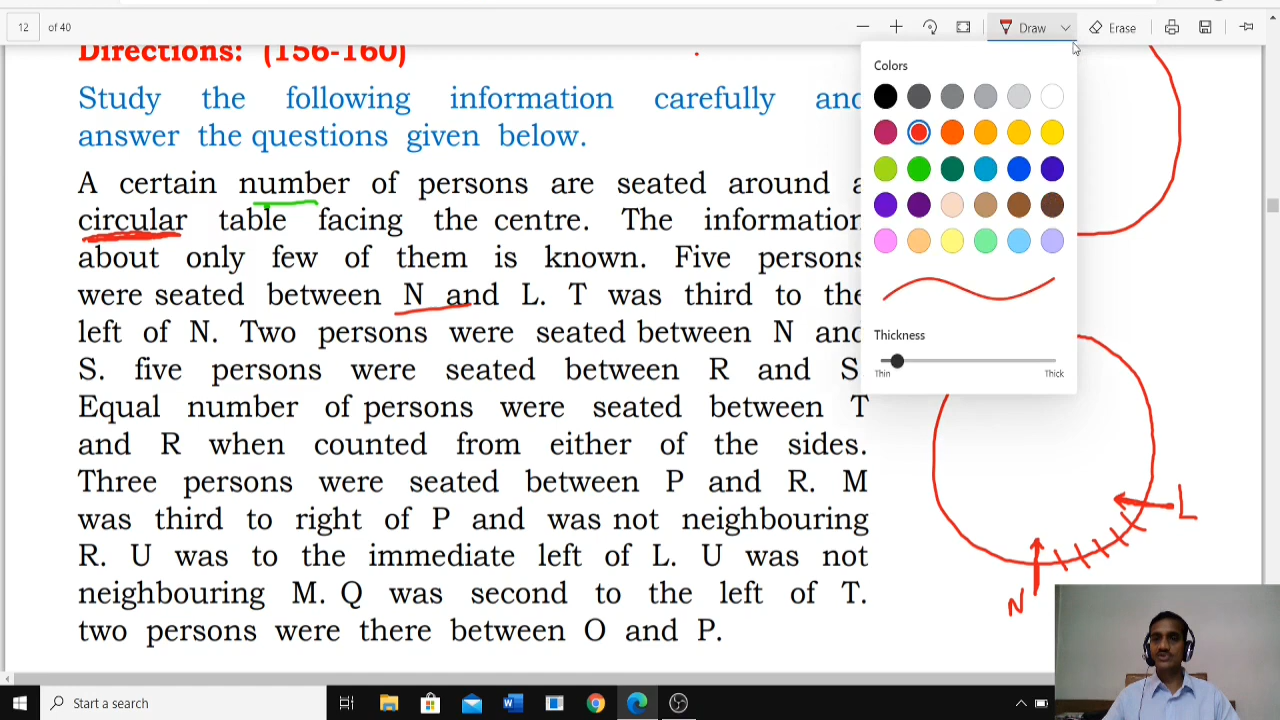 12 of 40 Draw Erase
Directions: (156-160)
Study the following information carefully and
answer the questions given below.
A certain number of persons are seated around a
circular table facing the centre. The information
about only few of them is known. Five persons
were seated between N and L. T was third to the
left of N. Two persons were seated between N and
S. five persons were seated between R and S
Equal number of persons were seated between T
and R when counted from either of the sides.
Three persons were seated between P and R. M
was third to right of P and was not neighbouring
R. U was to the immediate left of L. U was not
neighbouring M. Q was second to the left of T.
two persons were there between O and P.
Colors
Thickness
Thin Thick
L
N
Start a search